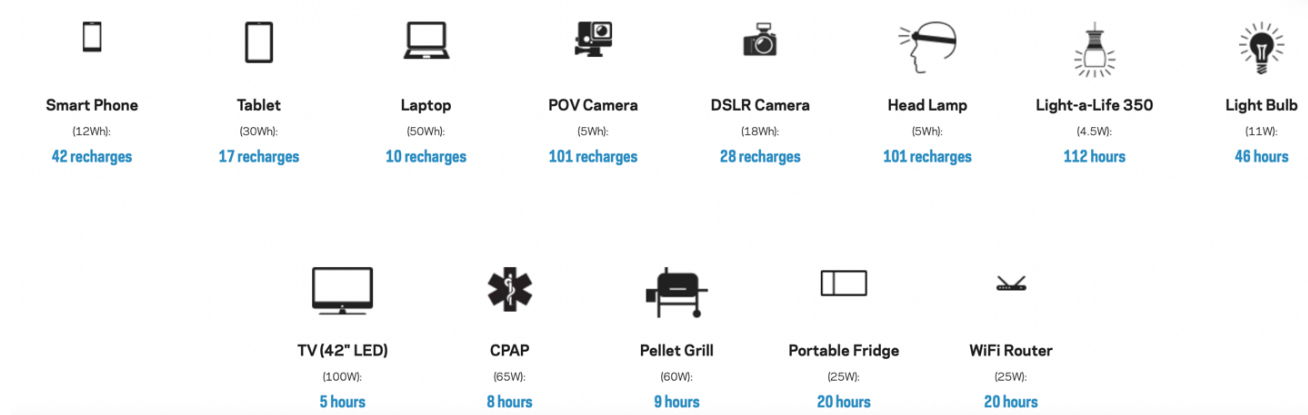 Smart Phone
(12Wh):
42 recharges
Tablet
(30Wh):
17 recharges
Laptop
(50Wh):
10 recharges
POV Camera
(5Wh):
101 recharges
DSLR Camera
(18Wh):
28 recharges
Head Lamp
(5Wh):
101 recharges
Light-a-Life 350
(4.5W):
112 hours
Light Bulb
(11W):
46 hours
TV (42" LED)
(100W):
5 hours
CPAP
(65W):
8 hours
Pellet Grill
(60W):
9 hours
Portable Fridge
(25W):
20 hours
WiFi Router
(25W):
20 hours